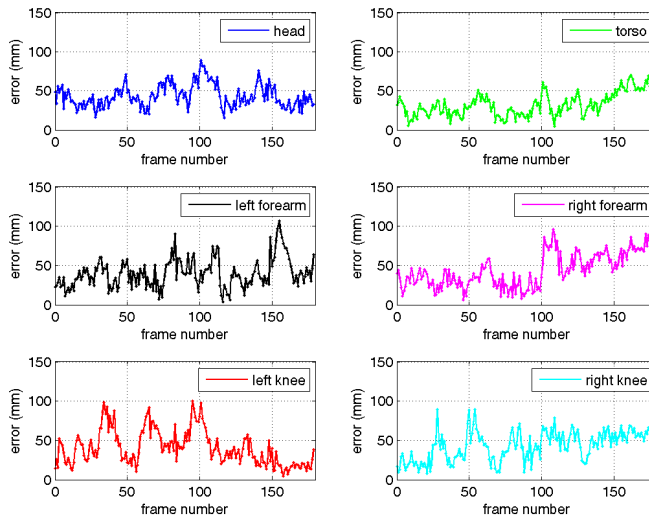 150
head
100
error (mm)
50
0
0
50
100
150
frame number
150
torso
100
error (mm)
50
0
0
50
100
150
frame number
150
left forearm
100
error (mm)
50
0
0
50
100
150
frame number
150
right forearm
100
error (mm)
50
0
0
50
100
150
frame number
150
left knee
100
error (mm)
50
0
0
50
100
150
frame number
150
right knee
100
error (mm)
50
0
0
50
100
150
frame number